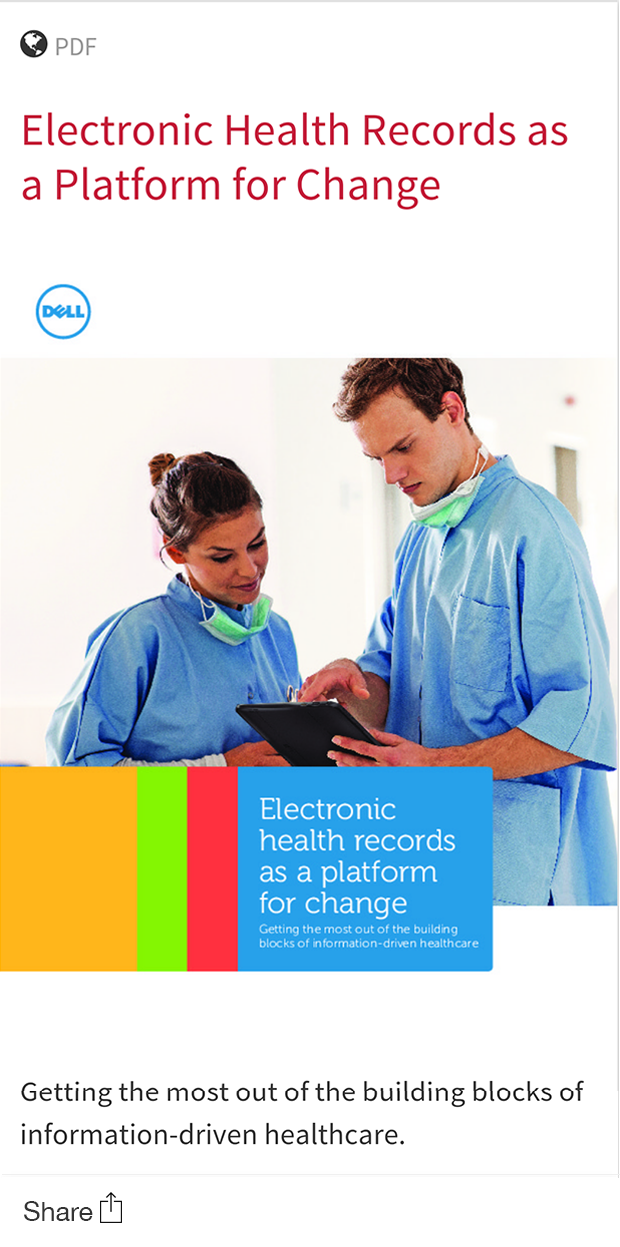 PDF
Electronic Health Records as
a Platform for Change
DELL
Electronic
health records
as a platform
for change
Getting the most out of the building
blocks of information-driven healthcare
Getting the most out of the building blocks of
information-driven healthcare.
Share